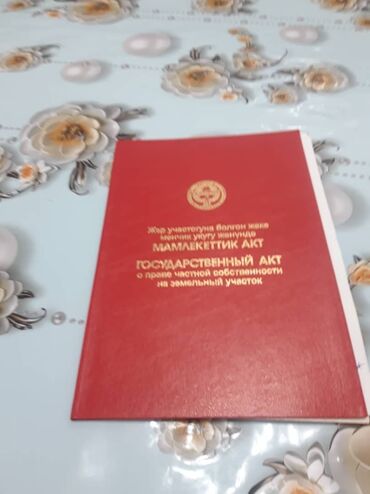 Жер участогуна болгон жеке
менчик укугу жөнүндө
МАМЛЕКЕТТИК АКТ
ГОСУДАРСТВЕННЫЙ АКТ
о праве частной собственности
на земельный участок